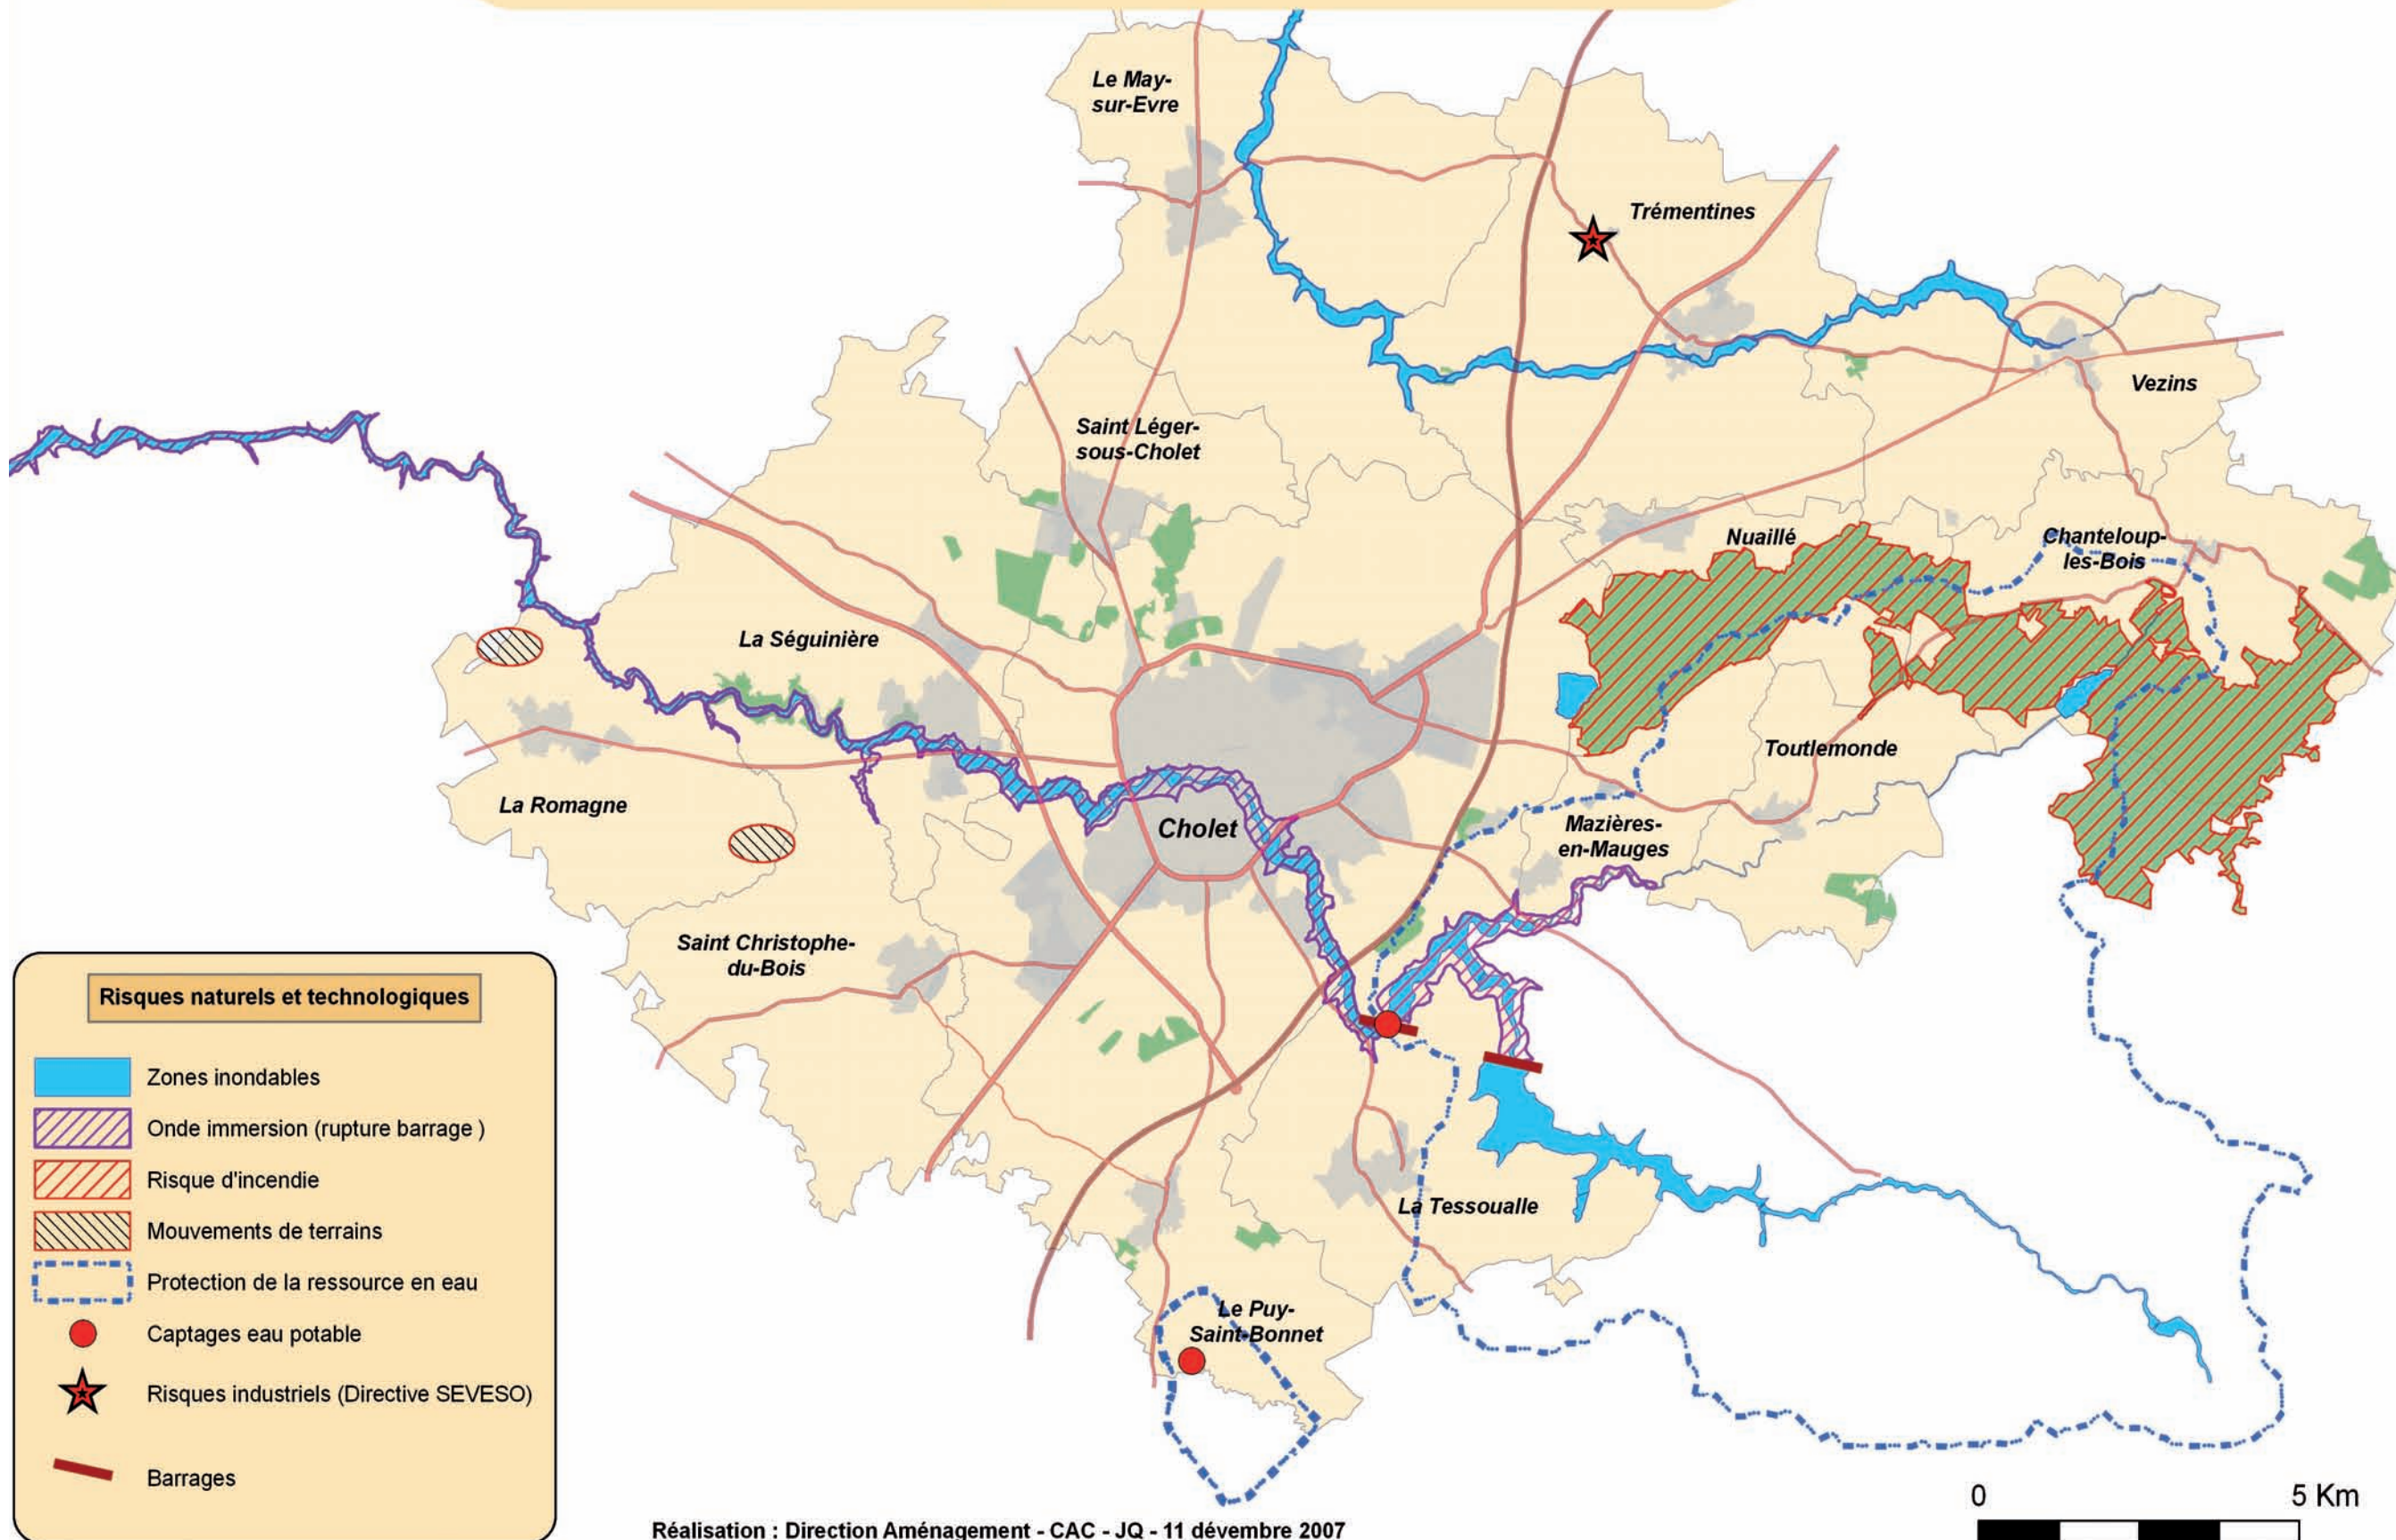 Le May-
sur-Evre
Trémentines
Vezins
Saint Léger-
sous-Cholet
Nuaillé
Chanteloup-
les-Bois
La Séguinière
Toutlemonde
La Romagne
Cholet
Mazières-
en-Mauges
Saint Christophe-
du-Bois
La Tessoualle
Le Puy-
Saint-Bonnet
Risques naturels et technologiques
Zones inondables
Onde immersion (rupture barrage )
Risque d'incendie
Mouvements de terrains
Protection de la ressource en eau
Captages eau potable
Risques industriels (Directive SEVESO)
Barrages
0 5 Km
Réalisation : Direction Aménagement - CAC - JQ - 11 dévembre 2007